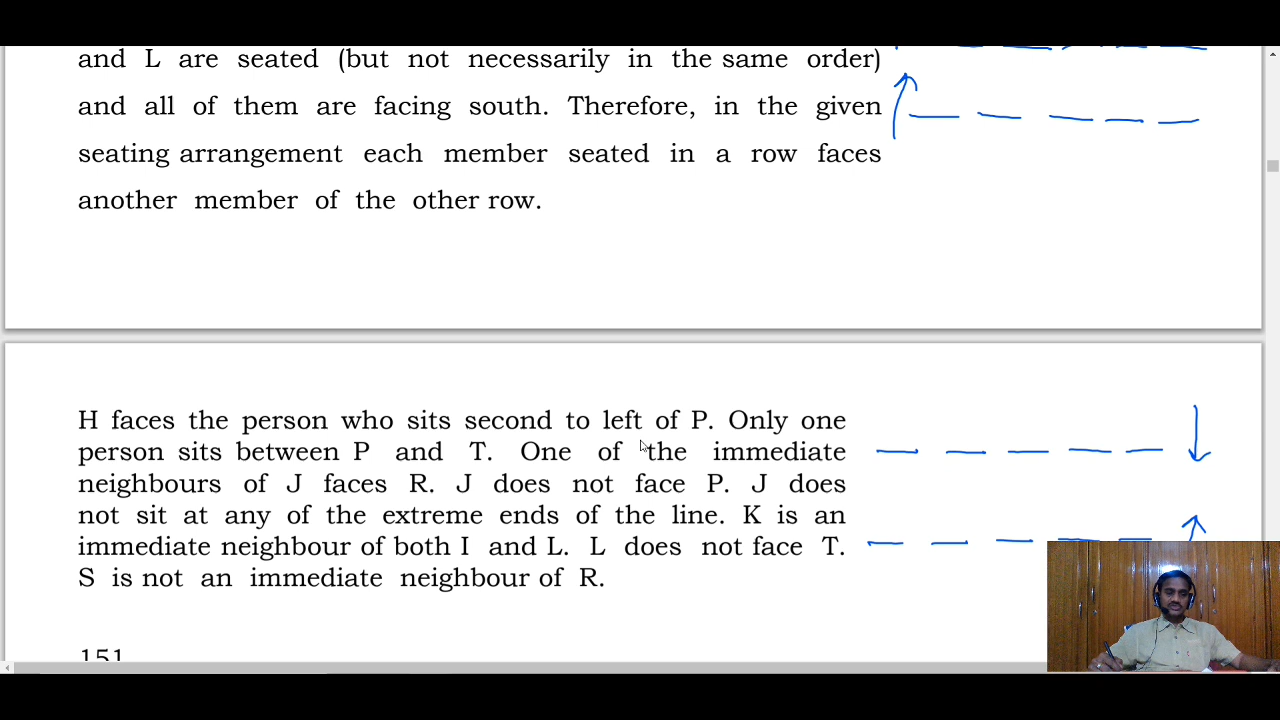 and L are seated (but not necessarily in the same order)
and all of them are facing south. Therefore, in the given
seating arrangement each member seated in a row faces
another member of the other row.
H faces the person who sits second to left of P. Only one
person sits between P and T. One of the immediate
neighbours of J faces R. J does not face P. J does
not sit at any of the extreme ends of the line. K is an
immediate neighbour of both I and L. L does not face T.
S is not an immediate neighbour of R.
151